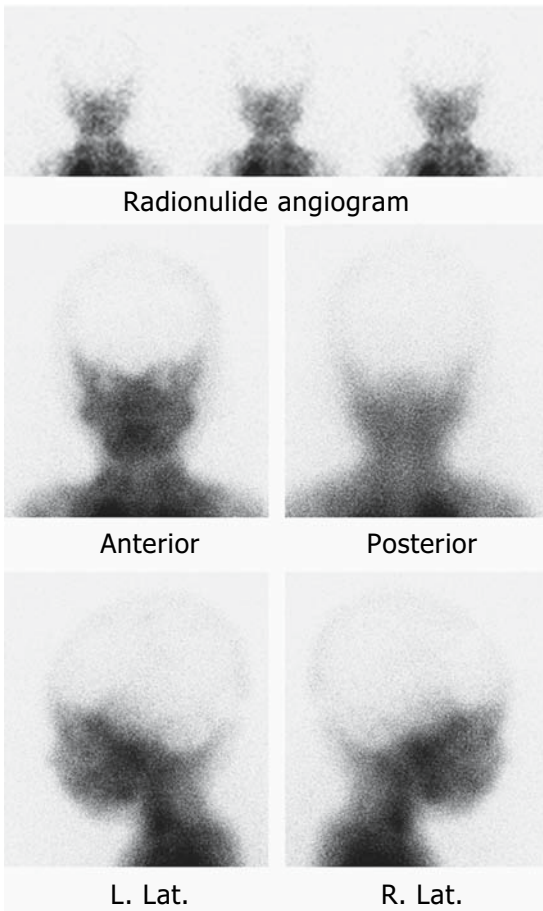 Radionulide angiogram
Anterior
Posterior
L. Lat.
R. Lat.